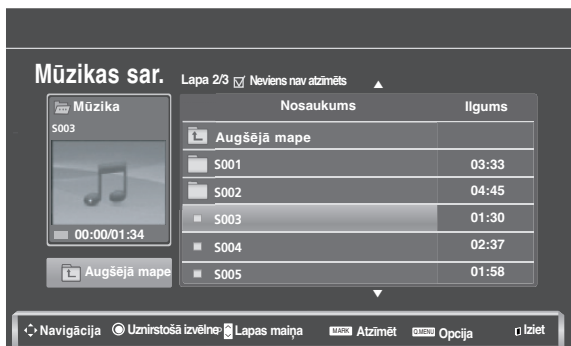 Mūzikas sar. Lapa 2/3 Neviens nav atzīmēts
Mūzika
S003
00:00/01:34
Augšējā mape
Nosaukums Ilgums
Augšējā mape
S001 03:33
S002 04:45
S003 01:30
S004 02:37
S005 01:58
Navigācija Uznirstošā izvēlne Lapas maiņa MARK Atzīmēt Q.MENU Opcija Iziet